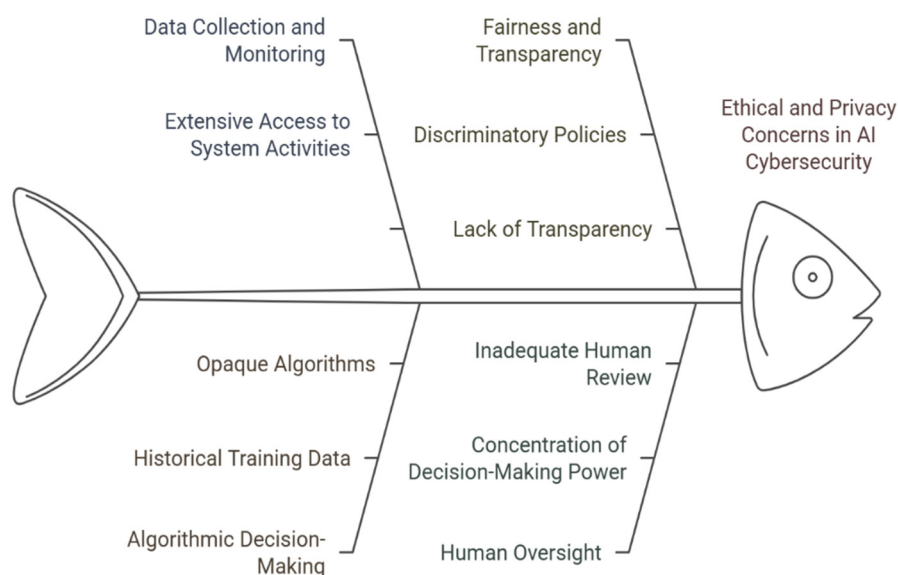 Data Collection and
Monitoring
Extensive Access to
System Activities
Fairness and
Transparency
Discriminatory Policies
Lack of Transparency
Ethical and Privacy
Concerns in AI
Cybersecurity
Opaque Algorithms
Historical Training Data
Algorithmic Decision-
Making
Inadequate Human
Review
Concentration of
Decision-Making Power
Human Oversight